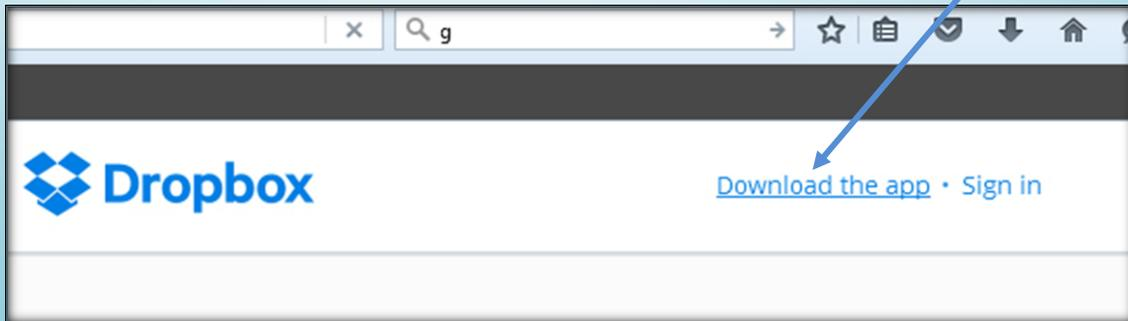 g
Dropbox
Download the app • Sign in